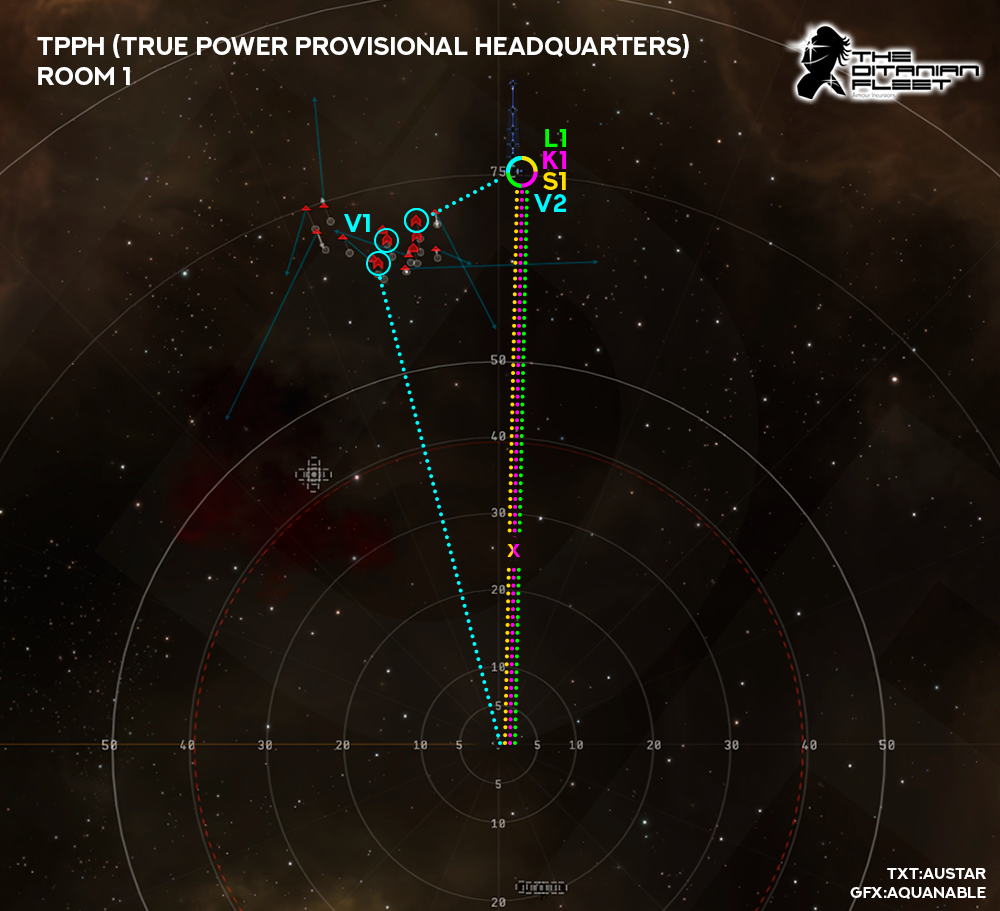 TPPH (TRUE POWER PROVISIONAL HEADQUARTERS)
ROOM 1
THE
DITANIAN
FLEET
L1
K1
S1
V2
V1
75
50
40
30
X
20
10
5
50 40 30 20 10 5 5 10 20 30 40 50
5
10
20
TXT:AUSTAR
GFX:AQUANABLE